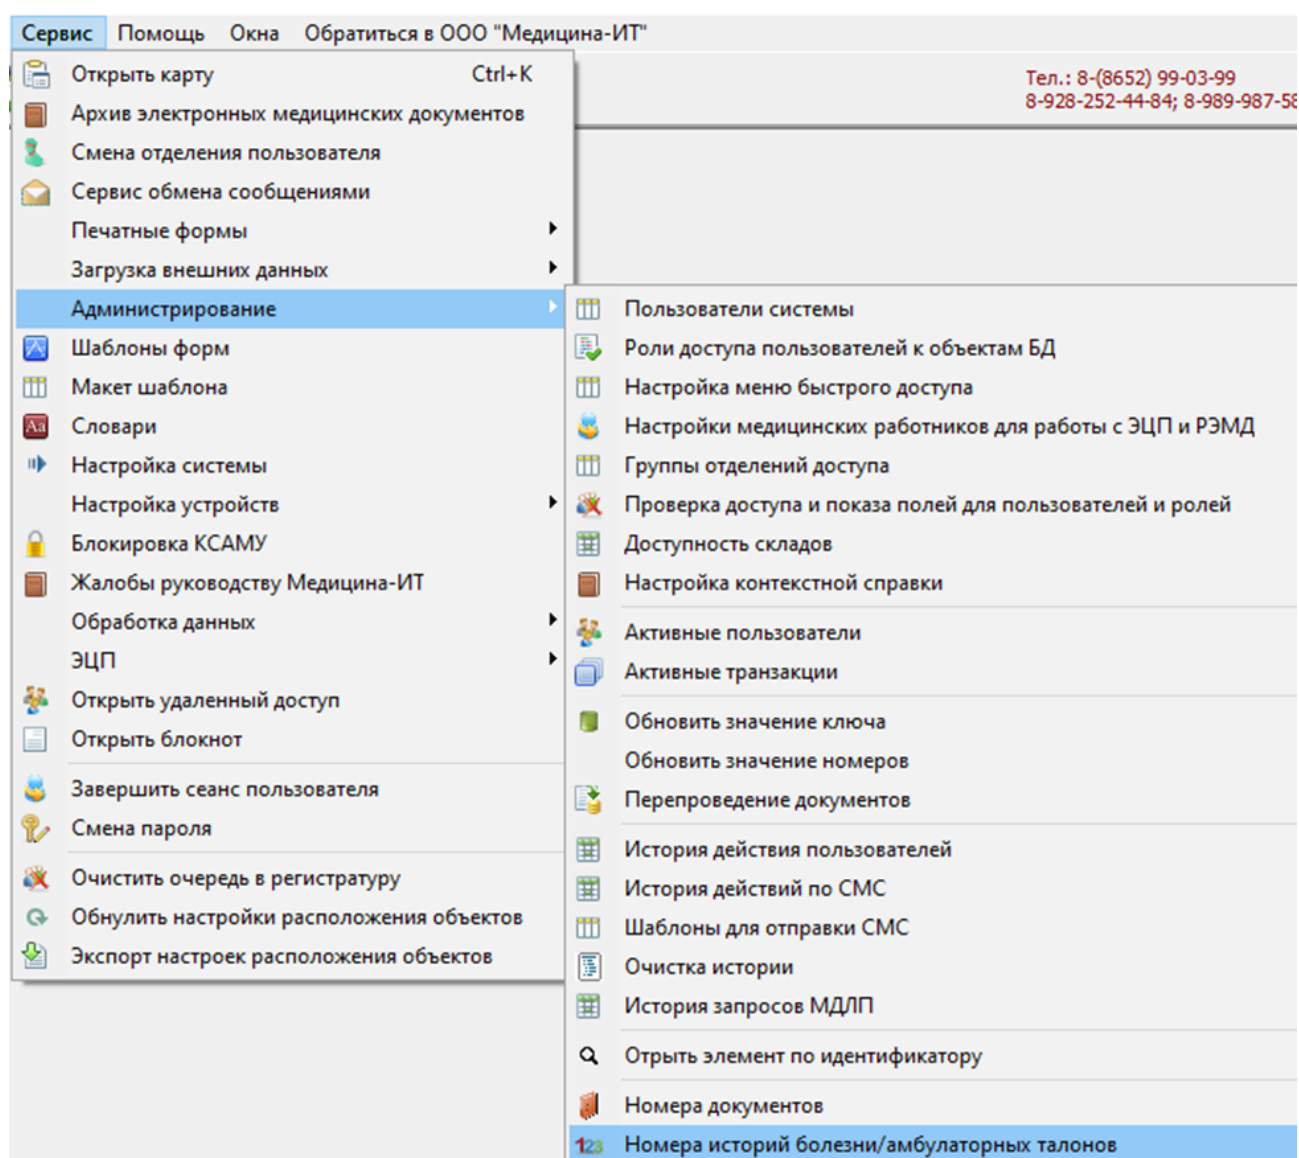 Сервис Помощь Окна Обратиться в ООО "Медицина-ИТ"
Тел.: 8-(8652) 99-03-99
8-928-252-44-84; 8-989-987-58
Открыть карту Ctrl+K
Архив электронных медицинских документов
Смена отделения пользователя
Сервис обмена сообщениями
Печатные формы
Загрузка внешних данных
Администрирование
Шаблоны форм
Макет шаблона
Словари
Настройка системы
Настройка устройств
Блокировка КСАМУ
Жалобы руководству Медицина-ИТ
Обработка данных
ЭЦП
Открыть удаленный доступ
Открыть блокнот
Завершить сеанс пользователя
Смена пароля
Очистить очередь в регистратуру
Обнулить настройки расположения объектов
Экспорт настроек расположения объектов
Пользователи системы
Роли доступа пользователей к объектам БД
Настройка меню быстрого доступа
Настройки медицинских работников для работы с ЭЦП и РЭМД
Группы отделений доступа
Проверка доступа и показа полей для пользователей и ролей
Доступность складов
Настройка контекстной справки
Активные пользователи
Активные транзакции
Обновить значение ключа
Обновить значение номеров
Перепроведение документов
История действия пользователей
История действий по СМС
Шаблоны для отправки СМС
Очистка истории
История запросов МДЛП
Отрыть элемент по идентификатору
Номера документов
Номера историй болезни/амбулаторных талонов